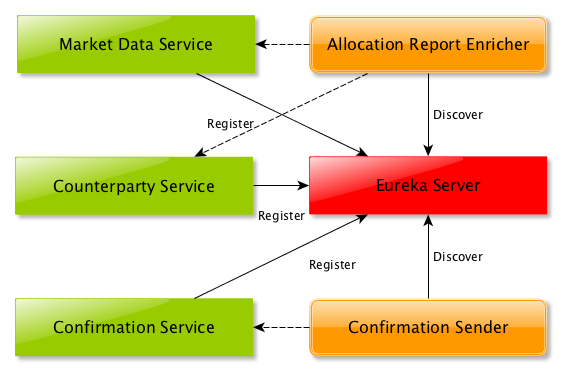 Market Data Service
Allocation Report Enricher
Register
Discover
Counterparty Service
Eureka Server
Register
Register
Discover
Confirmation Service
Confirmation Sender